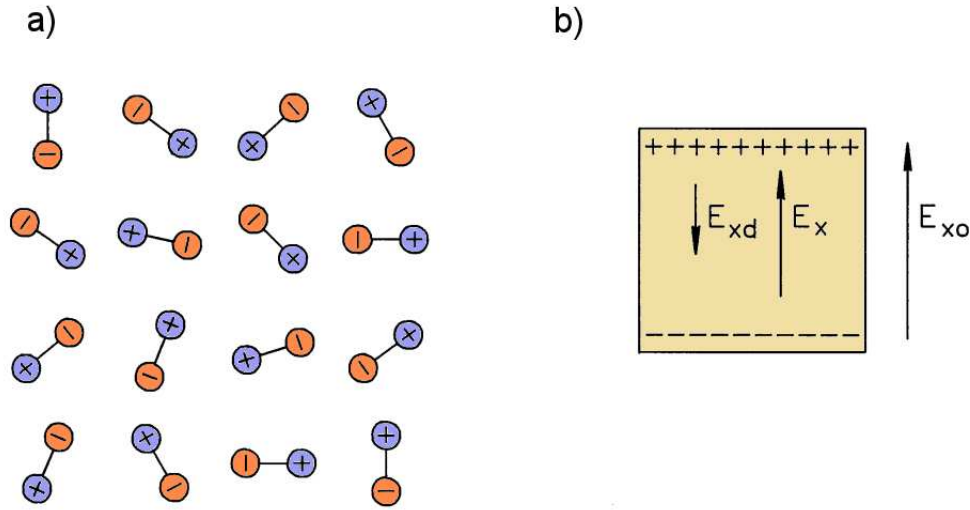 a)
b)
+ − − +
− + − +
− + − +
+ − + −
− + − +
+ − + −
− + − +
+ − + −
− + − +
+ − + −
+ − − +
− + + −
+ + + + + + + + + +
E_xd
E_x
E_xo
− − − − − − − − − −